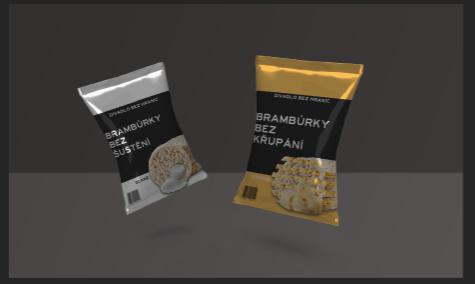 DIVADLO BEZ HRANIC
BRAMBŮRKY
BEZ
ŠUSTĚNÍ
DIVADLO BEZ HRANIC
BRAMBŮRKY
BEZ
KŘUPÁNÍ